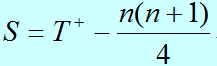 S = T⁺ − n(n+1)/4